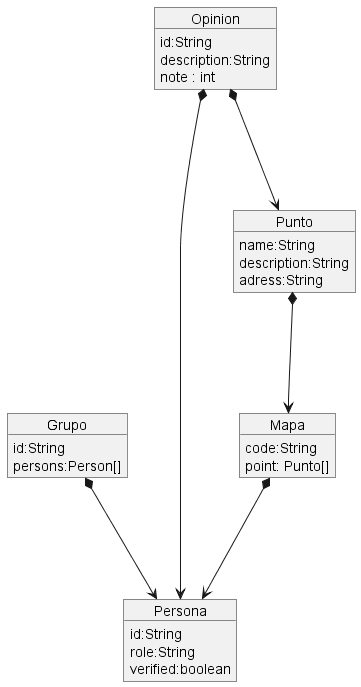 Opinion
id:String
description:String
note : int
Punto
name:String
description:String
adress:String
Grupo
id:String
persons:Person[]
Mapa
code:String
point: Punto[]
Persona
id:String
role:String
verified:boolean